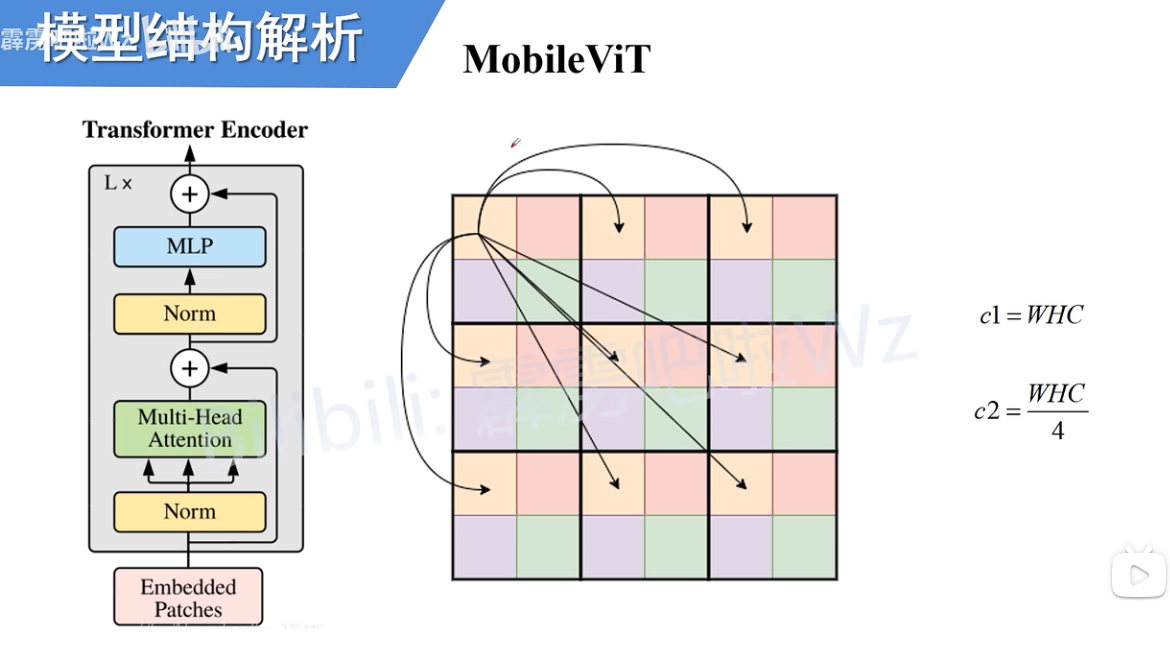 模型结构解析
MobileViT
Transformer Encoder
L ×
+
MLP
Norm
+
Multi-Head
Attention
Norm
Embedded
Patches
c1 = WHC
c2 = WHC / 4
bilibili: 霹雳吧啦Wz